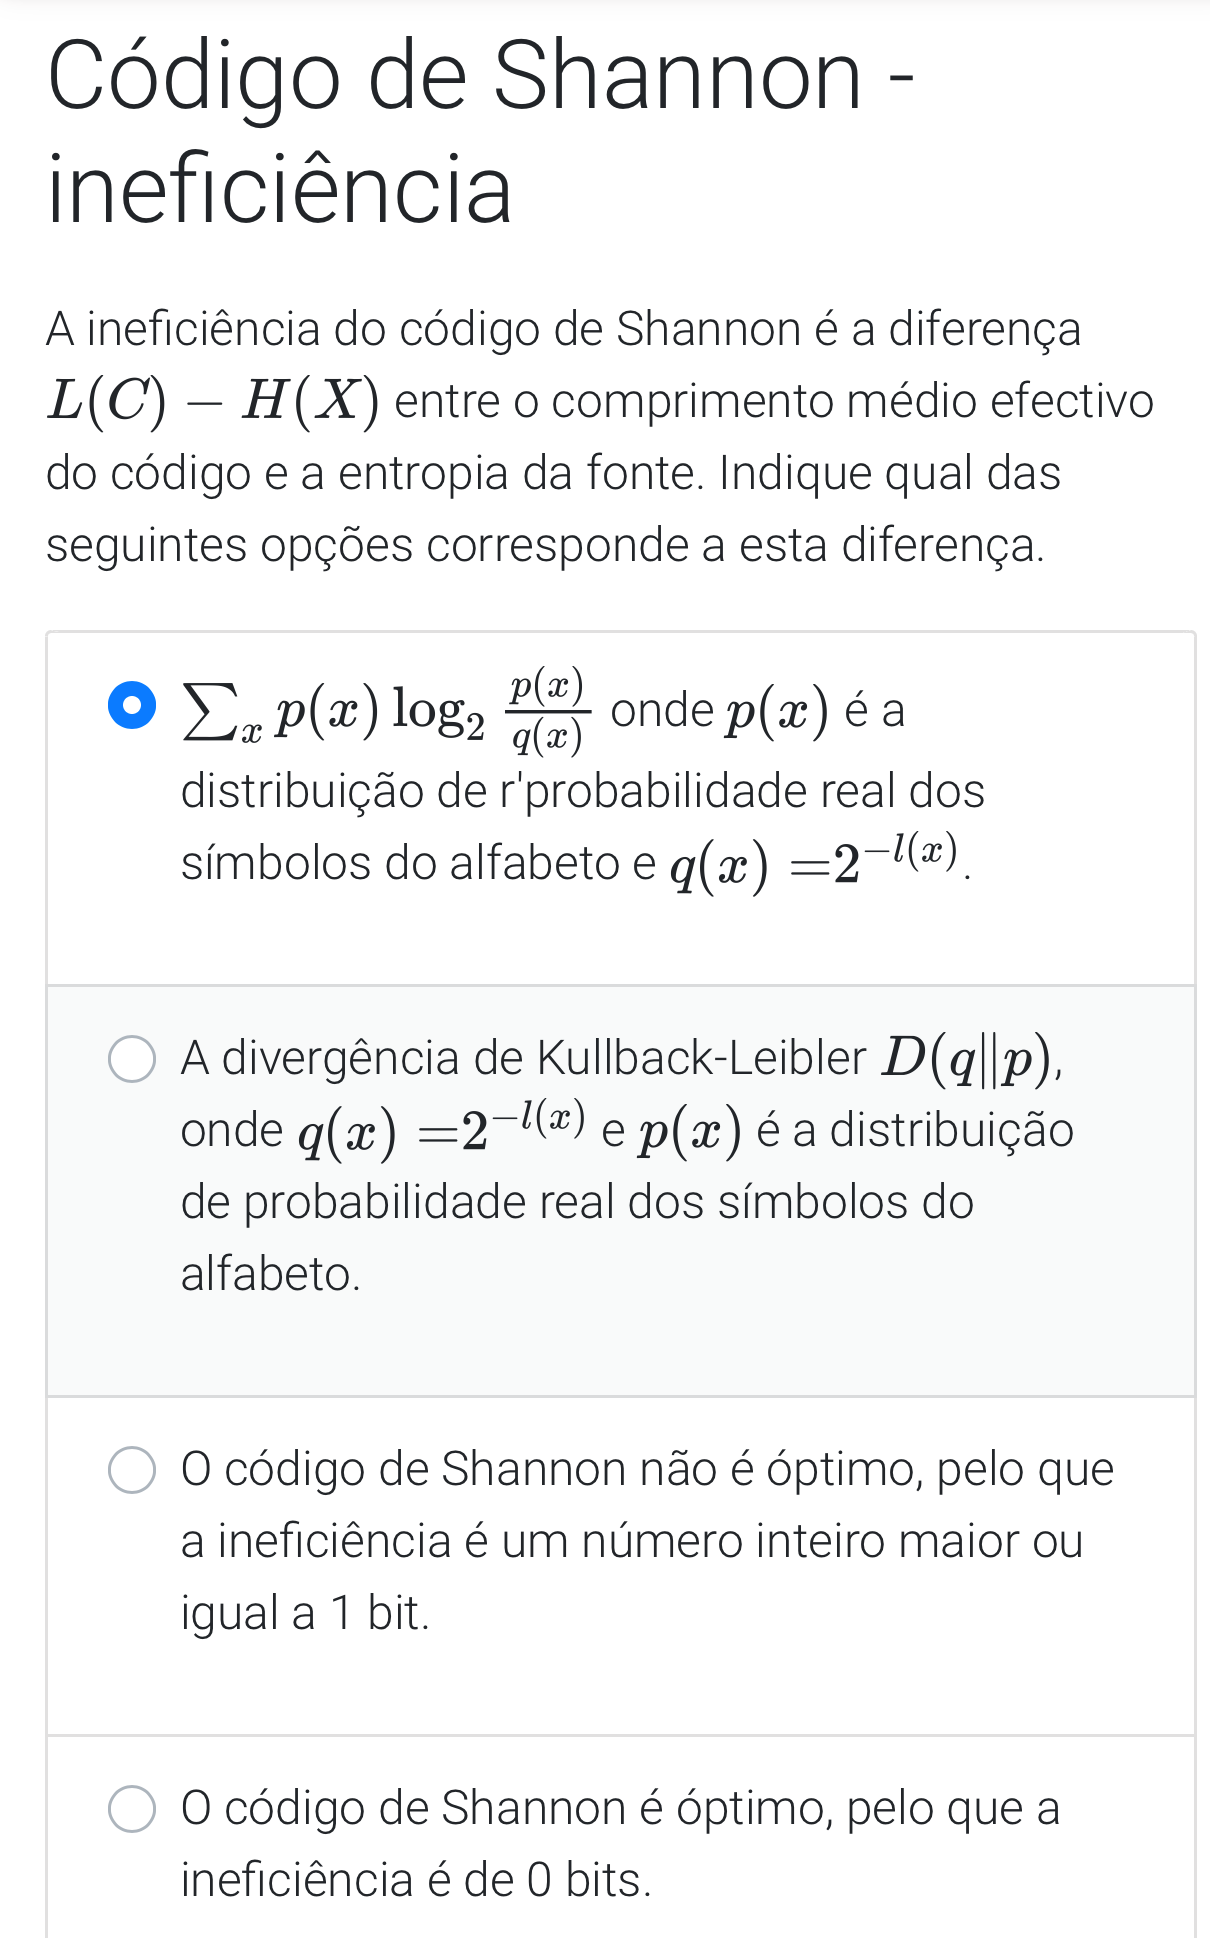 Código de Shannon -
ineficiência
A ineficiência do código de Shannon é a diferença
L(C) − H(X) entre o comprimento médio efectivo
do código e a entropia da fonte. Indique qual das
seguintes opções corresponde a esta diferença.
∑ₓ p(x) log₂ p(x)/q(x) onde p(x) é a
distribuição de r'probabilidade real dos
símbolos do alfabeto e q(x) =2^{−l(x)}.
A divergência de Kullback-Leibler D(q||p),
onde q(x) =2^{−l(x)} e p(x) é a distribuição
de probabilidade real dos símbolos do
alfabeto.
O código de Shannon não é óptimo, pelo que
a ineficiência é um número inteiro maior ou
igual a 1 bit.
O código de Shannon é óptimo, pelo que a
ineficiência é de 0 bits.